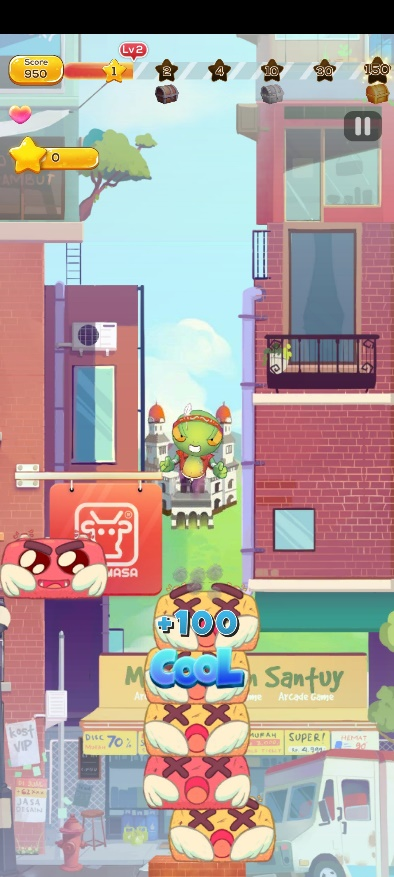 Lv2
Score
950
1
2
4
10
30
150
0
AMBUT
MASA
+100
COOL
Santuy
Arcade Game
kost
VIP
DISC 70%
MURAH
SUPER!
HEMAT
JASA